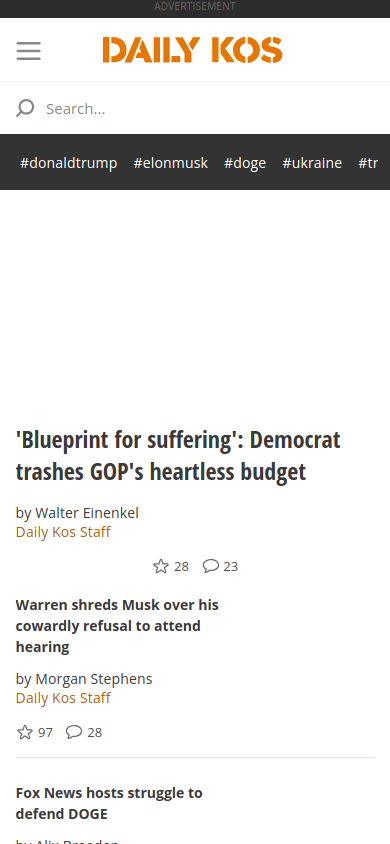 ADVERTISEMENT
DAILY KOS
Search...
#donaldtrump #elonmusk #doge #ukraine #tr
'Blueprint for suffering': Democrat
trashes GOP's heartless budget
by Walter Einenkel
Daily Kos Staff
28 23
Warren shreds Musk over his
cowardly refusal to attend
hearing
by Morgan Stephens
Daily Kos Staff
97 28
Fox News hosts struggle to
defend DOGE